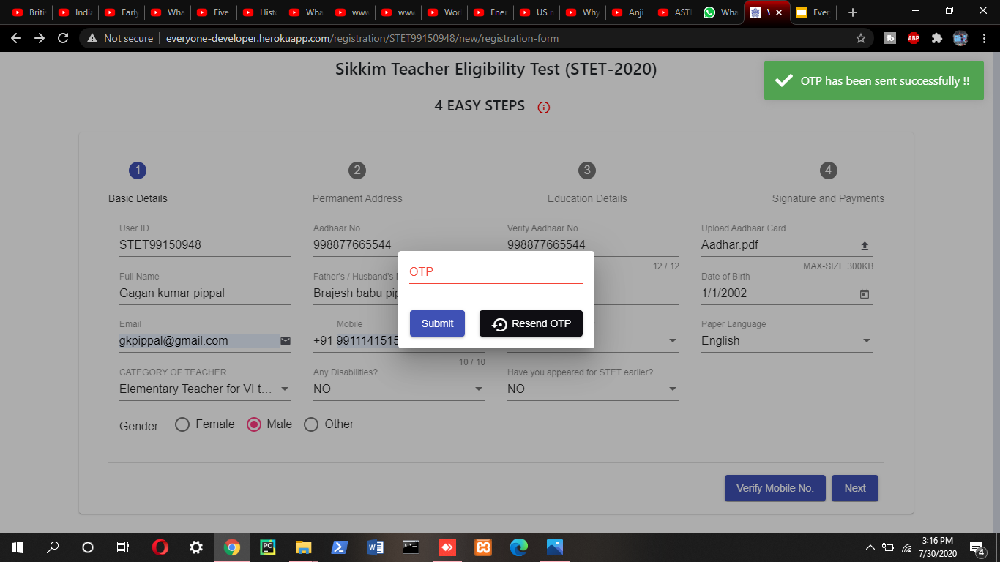 Briti
India
Early
Wha
Five
Histo
Wha
www
www
Wor
Ener
US n
Why
Anji
AST
Wha
Ever
Not secure
everyone-developer.herokuapp.com/registration/STET99150948/new/registration-form
Sikkim Teacher Eligibility Test (STET-2020)
OTP has been sent successfully !!
4 EASY STEPS
1 2 3 4
Basic Details Permanent Address Education Details Signature and Payments
User ID Aadhaar No. Verify Aadhaar No. Upload Aadhaar Card
STET99150948 998877665544 998877665544 Aadhar.pdf
12 / 12 MAX-SIZE 300KB
OTP
Full Name Father's / Husband's Date of Birth
Gagan kumar pippal Brajesh babu pip 1/1/2002
Submit Resend OTP
Email Mobile Paper Language
gkpippal@gmail.com +91 9911141515 English
10 / 10
CATEGORY OF TEACHER Any Disabilities? Have you appeared for STET earlier?
Elementary Teacher for VI t... NO NO
Gender Female Male Other
Verify Mobile No. Next
3:16 PM
7/30/2020
4